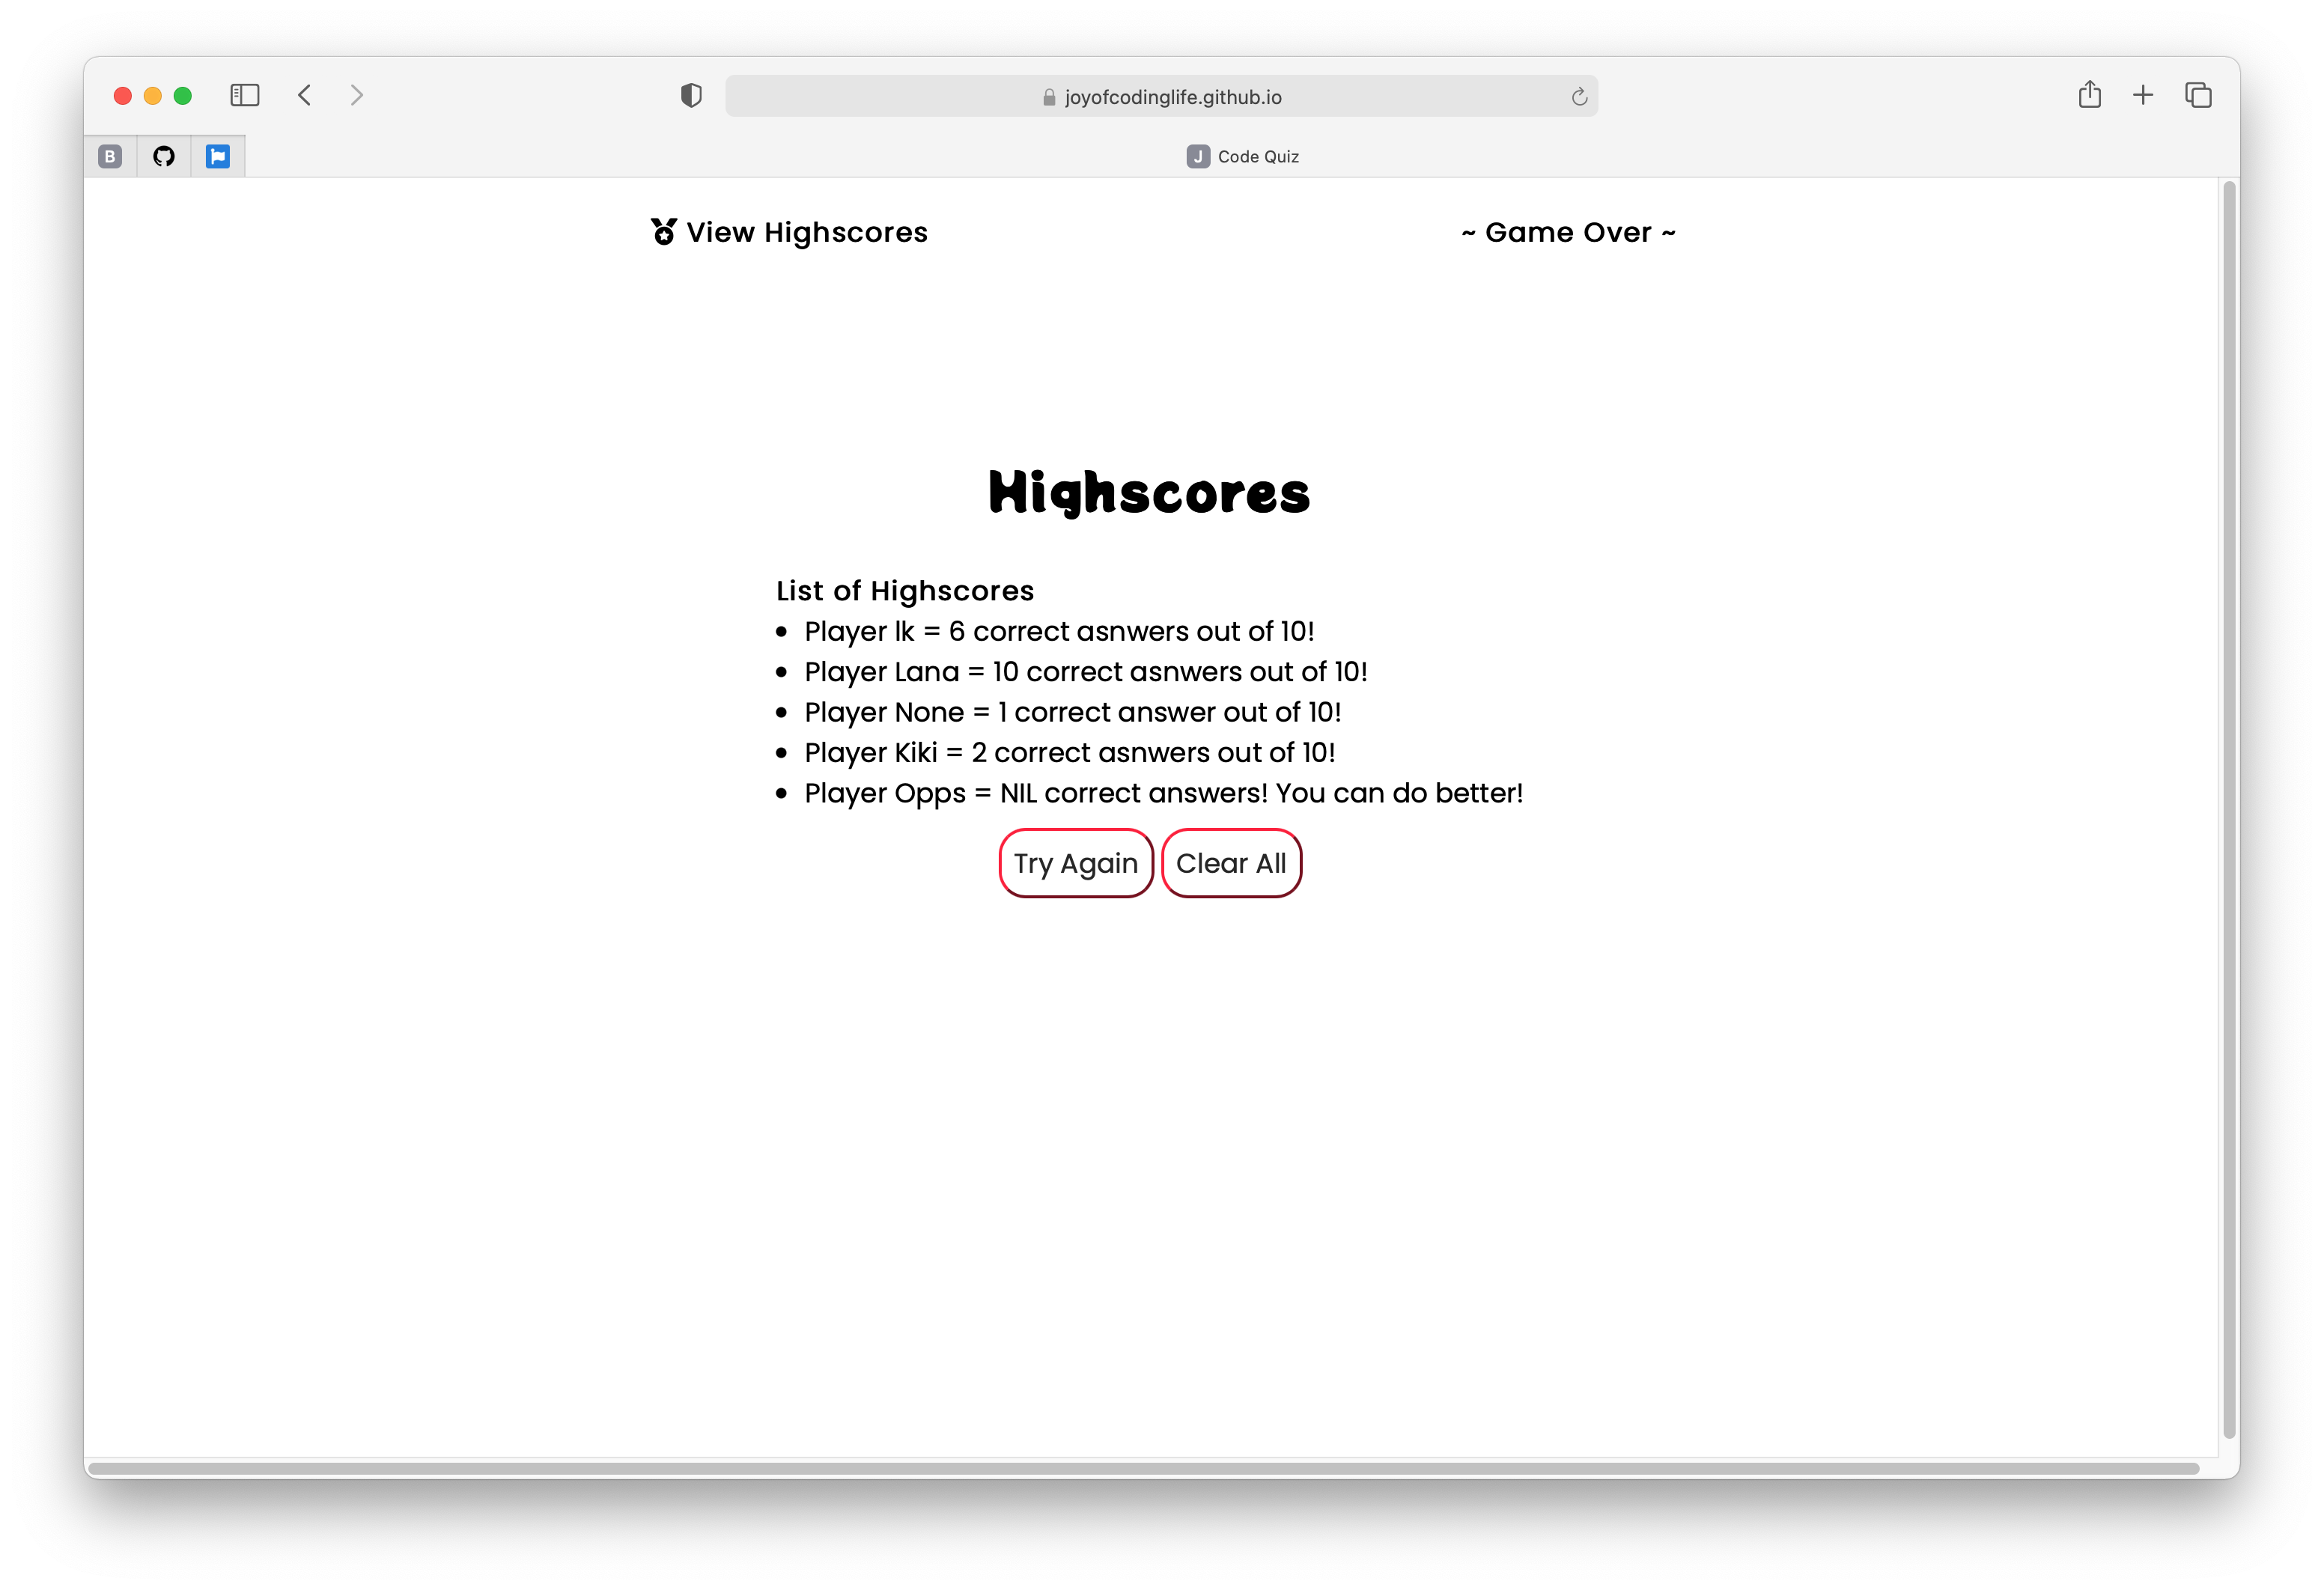 joyofcodinglife.github.io
B
J Code Quiz
View Highscores
~ Game Over ~
Highscores
List of Highscores
• Player lk = 6 correct asnwers out of 10!
• Player Lana = 10 correct asnwers out of 10!
• Player None = 1 correct answer out of 10!
• Player Kiki = 2 correct asnwers out of 10!
• Player Opps = NIL correct answers! You can do better!
Try Again Clear All